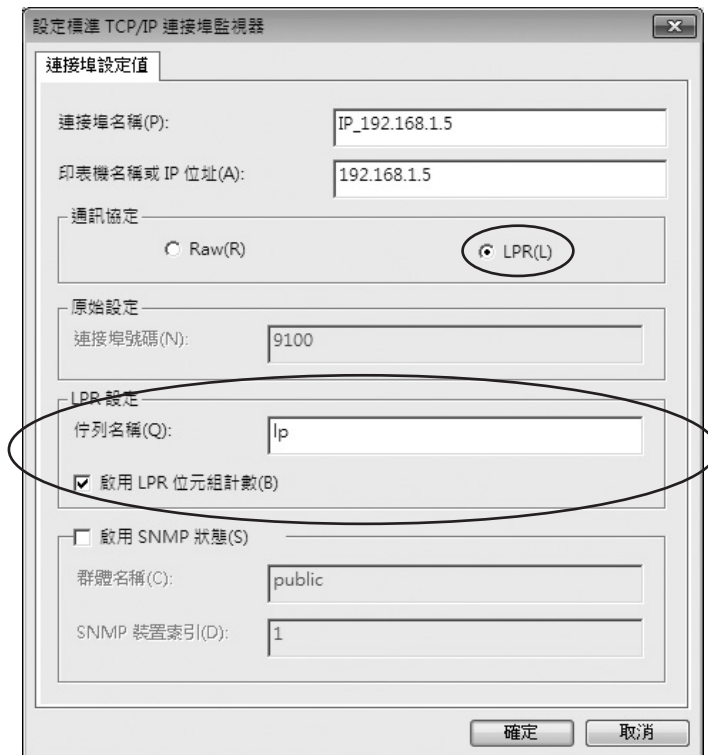 設定標準 TCP/IP 連接埠監視器
連接埠設定值
連接埠名稱(P): IP_192.168.1.5
印表機名稱或 IP 位址(A): 192.168.1.5
通訊協定
Raw(R) LPR(L)
原始設定
連接埠號碼(N): 9100
LPR 設定
佇列名稱(Q): lp
啟用 LPR 位元組計數(B)
啟用 SNMP 狀態(S)
群體名稱(C): public
SNMP 裝置索引(D): 1
確定 取消